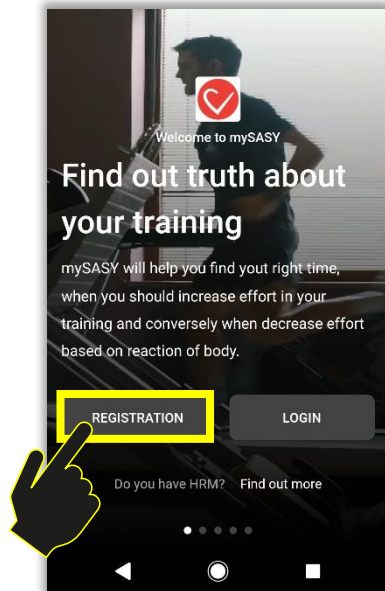 Welcome to mySASY
Find out truth about
your training
mySASY will help you find yout right time,
when you should increase effort in your
training and conversely when decrease effort
based on reaction of body.
REGISTRATION
LOGIN
Do you have HRM? Find out more